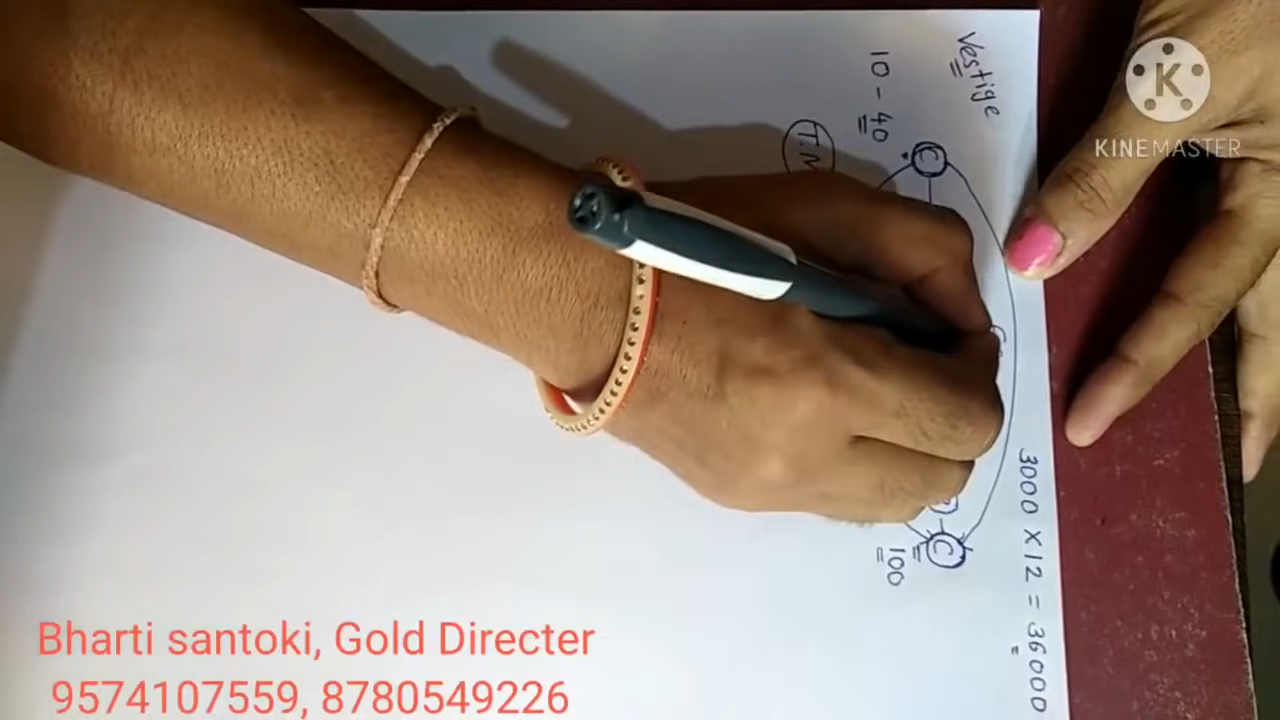 Vestige
10 - 40
T.N
C
3000 X 12 = 36000
C
100
KINEMASTER
Bharti santoki, Gold Directer
9574107559, 8780549226